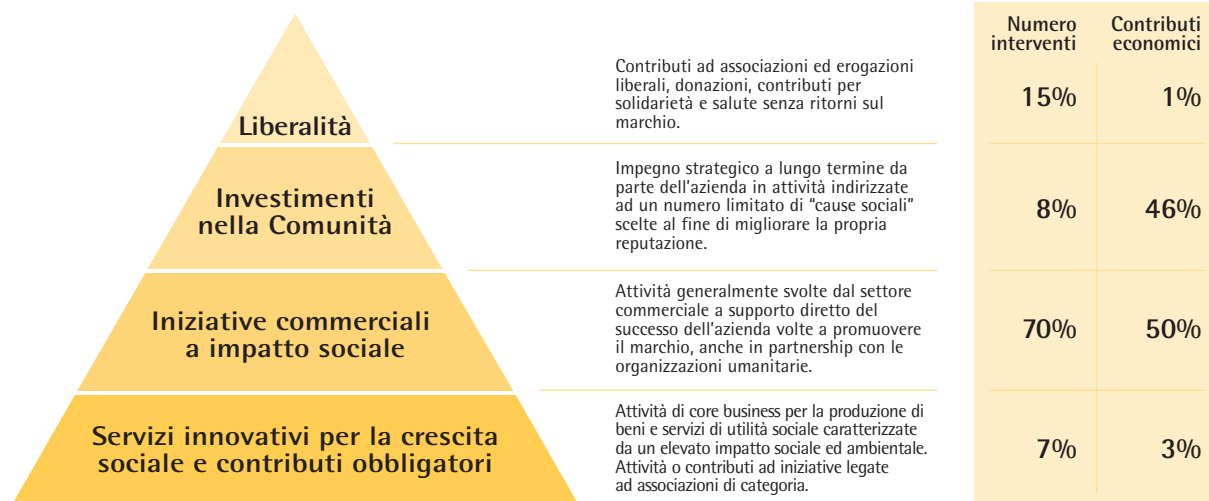 Numero
interventi
Contributi
economici
Liberalità
Contributi ad associazioni ed erogazioni
liberali, donazioni, contributi per
solidarietà e salute senza ritorni sul
marchio.
15%
1%
Investimenti
nella Comunità
Impegno strategico a lungo termine da
parte dell'azienda in attività indirizzate
ad un numero limitato di “cause sociali”
scelte al fine di migliorare la propria
reputazione.
8%
46%
Iniziative commerciali
a impatto sociale
Attività generalmente svolte dal settore
commerciale a supporto diretto del
successo dell'azienda volte a promuovere
il marchio, anche in partnership con le
organizzazioni umanitarie.
70%
50%
Servizi innovativi per la crescita
sociale e contributi obbligatori
Attività di core business per la produzione di
beni e servizi di utilità sociale caratterizzate
da un elevato impatto sociale ed ambientale.
Attività o contributi ad iniziative legate
ad associazioni di categoria.
7%
3%